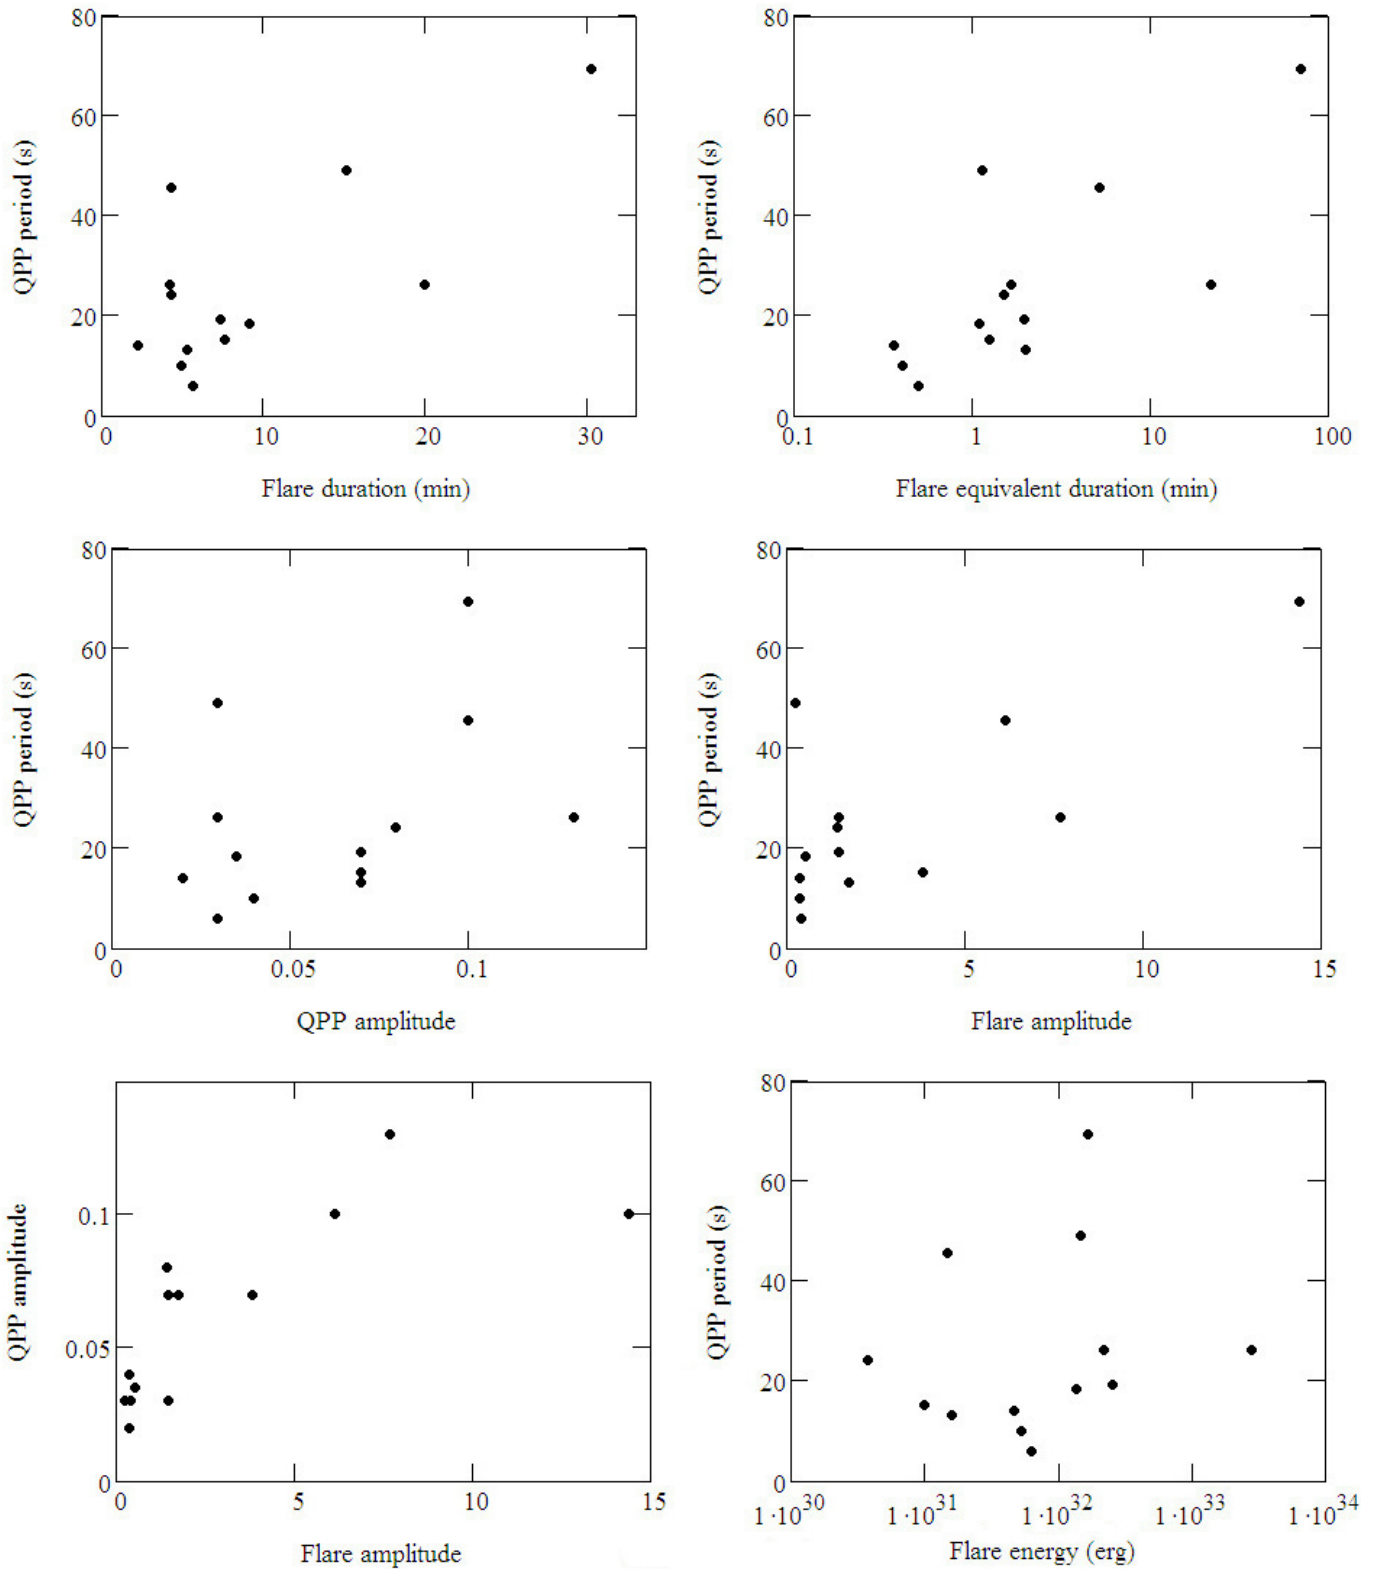 80
60
40
20
0
QPP period (s)
0 10 20 30
Flare duration (min)
80
60
40
20
0
QPP period (s)
0.1 1 10 100
Flare equivalent duration (min)
80
60
40
20
0
QPP period (s)
0 0.05 0.1
QPP amplitude
80
60
40
20
0
QPP period (s)
0 5 10 15
Flare amplitude
0.1
0.05
0
QPP amplitude
0 5 10 15
Flare amplitude
80
60
40
20
0
QPP period (s)
1·10^30 1·10^31 1·10^32 1·10^33 1·10^34
Flare energy (erg)